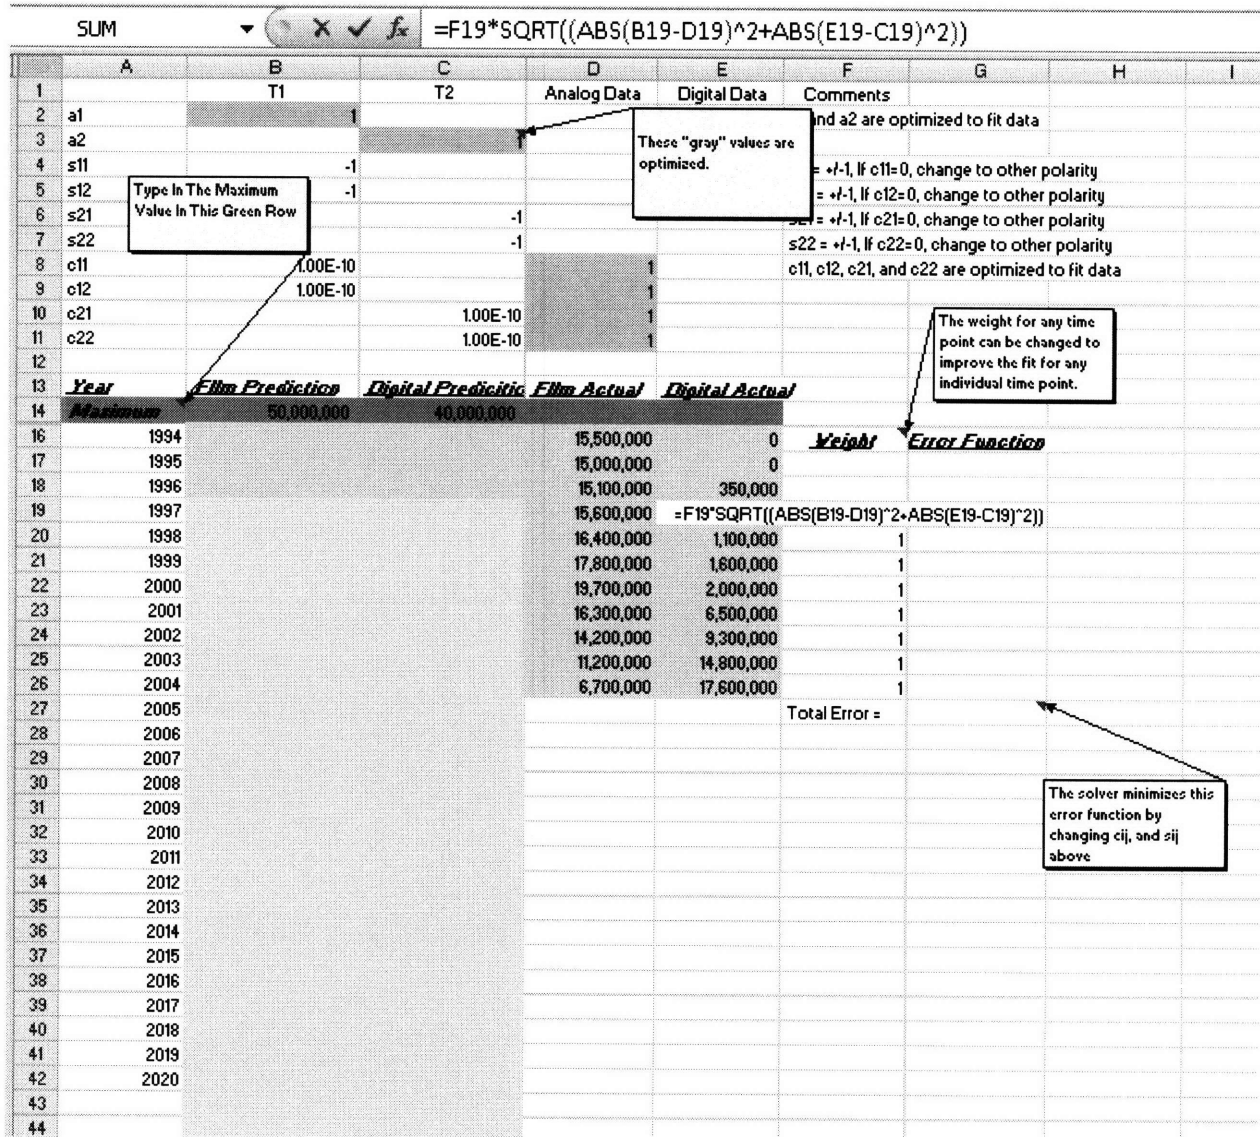 SUM =F19*SQRT((ABS(B19-D19)^2+ABS(E19-C19)^2))
A B C D E F G H I
1 T1 T2 Analog Data Digital Data Comments
2 a1 1 and a2 are optimized to fit data
3 a2 1
These "gray" values are
optimized.
4 s11 -1 = +/-1, If c11=0, change to other polarity
5 s12 -1 = +/-1, If c12=0, change to other polarity
Type In The Maximum
Value In This Green Row
6 s21 -1 s21 = +/-1, If c21=0, change to other polarity
7 s22 -1 s22 = +/-1, If c22=0, change to other polarity
8 c11 1.00E-10 1 c11, c12, c21, and c22 are optimized to fit data
9 c12 1.00E-10 1
10 c21 1.00E-10 1
11 c22 1.00E-10 1
The weight for any time
point can be changed to
improve the fit for any
individual time point.
12
13 Year Film Prediction Digital Predicitic Film Actual Digital Actual
14 Maximum 50,000,000 40,000,000
16 1994 15,500,000 0 Weight Error Function
17 1995 15,000,000 0
18 1996 15,100,000 350,000
19 1997 15,600,000 =F19*SQRT((ABS(B19-D19)^2+ABS(E19-C19)^2))
20 1998 16,400,000 1,100,000 1
21 1999 17,800,000 1,600,000 1
22 2000 19,700,000 2,000,000 1
23 2001 16,300,000 6,500,000 1
24 2002 14,200,000 9,300,000 1
25 2003 11,200,000 14,800,000 1
26 2004 6,700,000 17,600,000 1
27 2005 Total Error =
28 2006
29 2007
30 2008
31 2009
32 2010
33 2011
34 2012
The solver minimizes this
error function by
changing cij, and sij
above
35 2013
36 2014
37 2015
38 2016
39 2017
40 2018
41 2019
42 2020
43
44